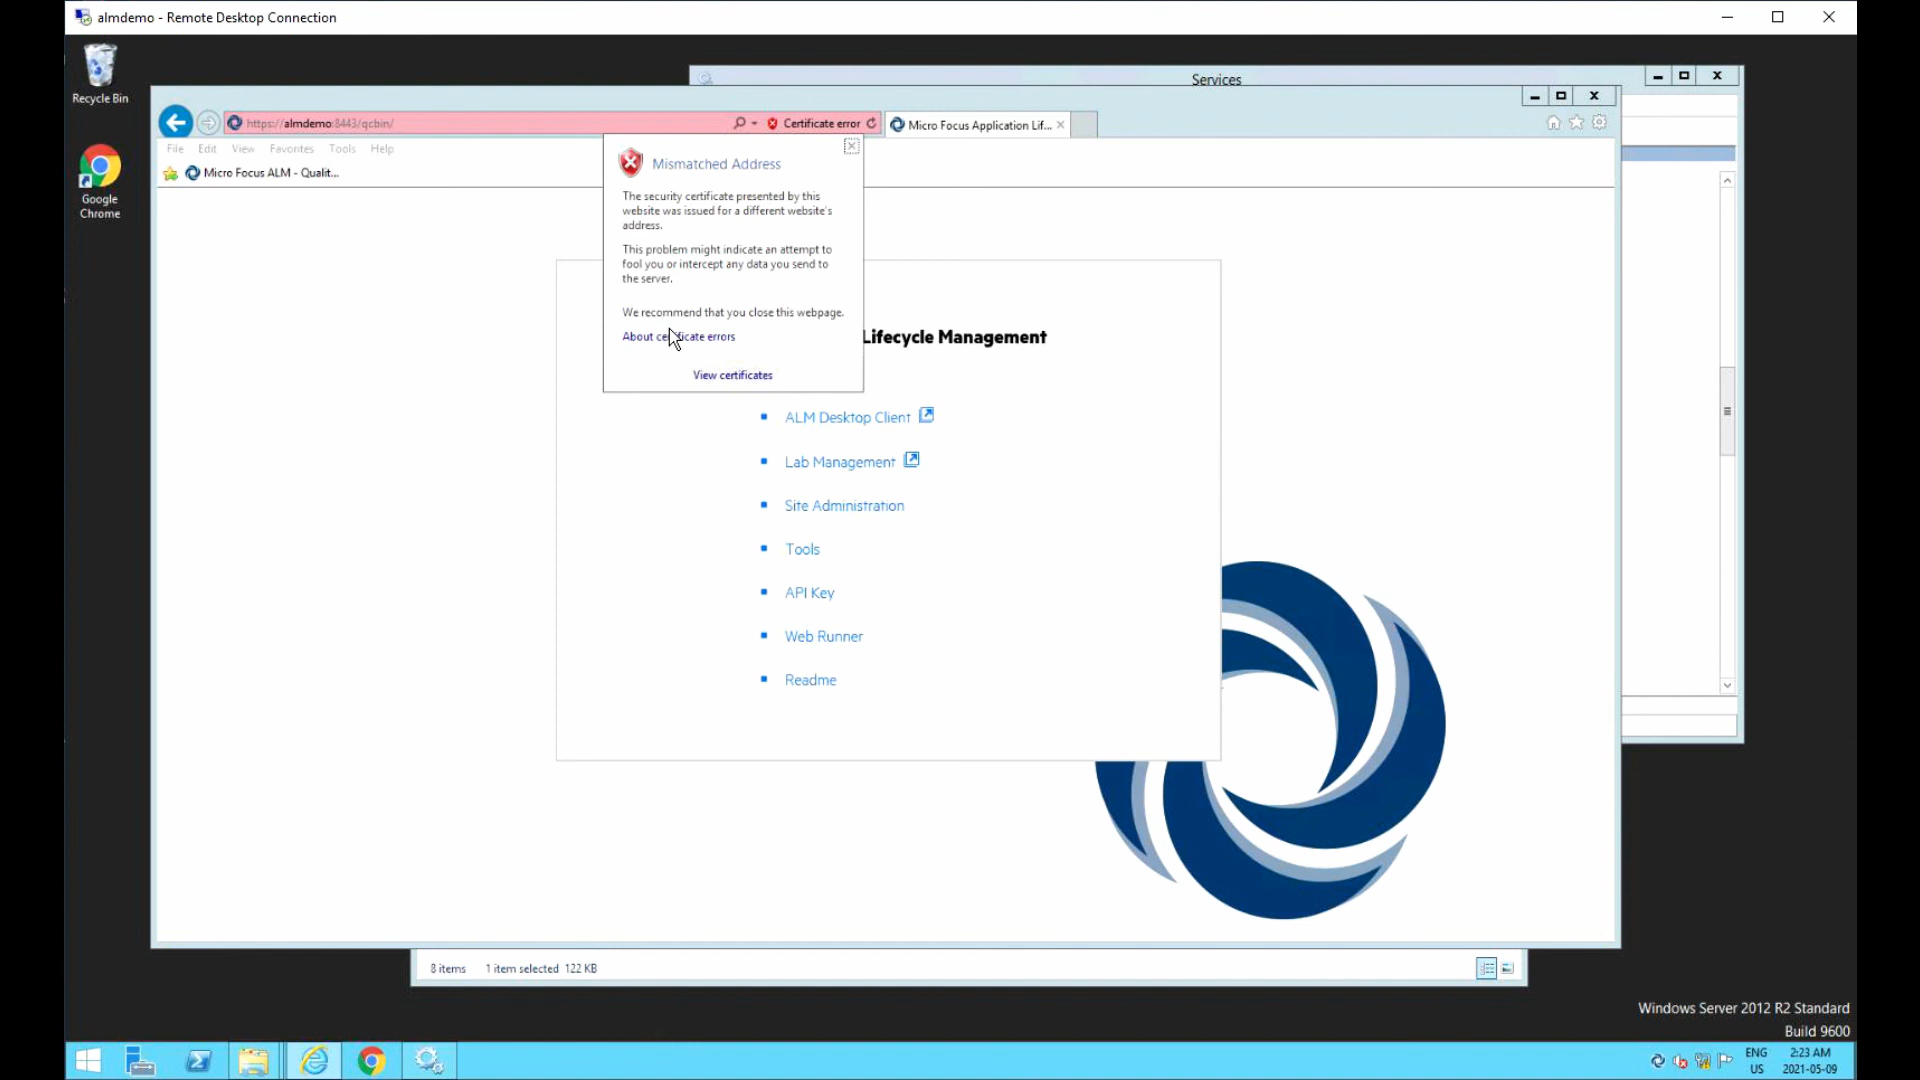 almdemo - Remote Desktop Connection
Recycle Bin
Services
https://almdemo:8443/qcbin/
Certificate error
Micro Focus Application Lif...
File Edit View Favorites Tools Help
Micro Focus ALM - Qualit...
Google
Chrome
Mismatched Address
The security certificate presented by this
website was issued for a different website's
address.
This problem might indicate an attempt to
fool you or intercept any data you send to
the server.
We recommend that you close this webpage.
About certificate errors
View certificates
Lifecycle Management
ALM Desktop Client
Lab Management
Site Administration
Tools
API Key
Web Runner
Readme
8 items 1 item selected 122 KB
Windows Server 2012 R2 Standard
Build 9600
ENG
US
2:23 AM
2021-05-09